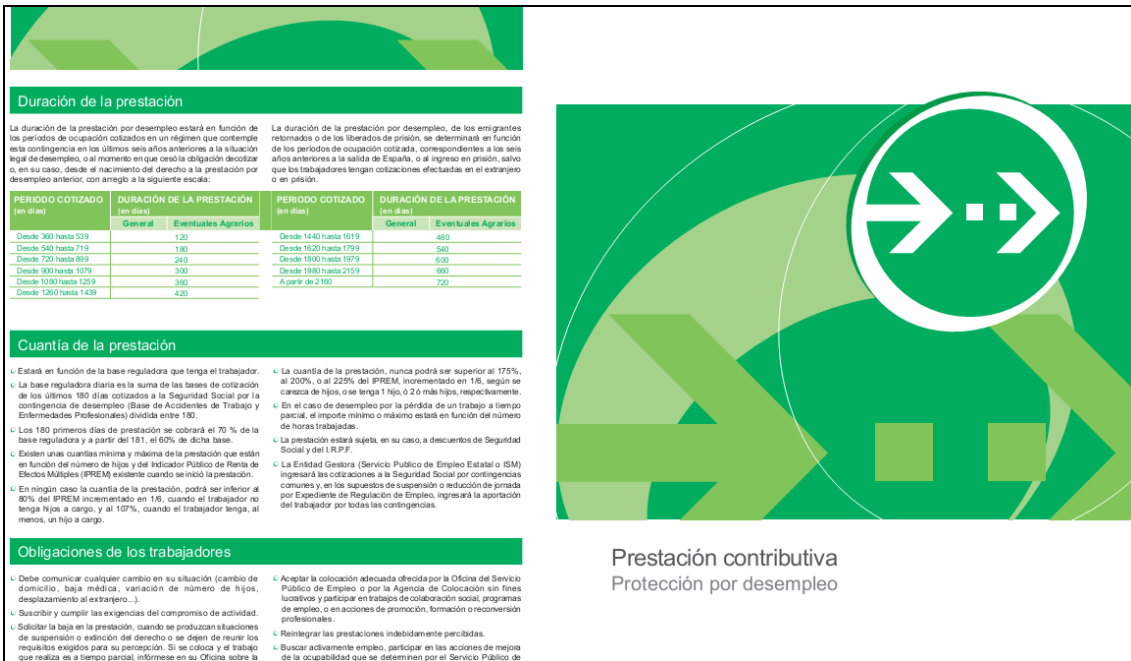 Duración de la prestación
La duración de la prestación por desempleo estará en función de
los periodos de ocupación cotizados en un régimen que contemple
esta contingencia en los últimos seis años anteriores a la situación
legal de desempleo, o al momento en que cesó la obligación de cotizar
o, en su caso, desde el nacimiento del derecho a la prestación por
desempleo anterior, con arreglo a la siguiente escala:
La duración de la prestación por desempleo, de los emigrantes
retornados o de los liberados de prisión, se determinará en función
de los periodos de ocupación cotizada, correspondientes a los seis
años anteriores a la salida de España, o al ingreso en prisión, salvo
que los trabajadores tengan cotizaciones efectuadas en el extranjero
o en prisión.
PERIODO COTIZADO DURACIÓN DE LA PRESTACIÓN
(en días) (en días)
General Eventuales Agrarios
Desde 360 hasta 539 120
Desde 540 hasta 719 180
Desde 720 hasta 899 240
Desde 900 hasta 1079 300
Desde 1080 hasta 1259 360
Desde 1260 hasta 1439 420
PERIODO COTIZADO DURACIÓN DE LA PRESTACIÓN
(en días) (en días)
General Eventuales Agrarios
Desde 1440 hasta 1619 480
Desde 1620 hasta 1799 540
Desde 1800 hasta 1979 600
Desde 1980 hasta 2159 660
A partir de 2160 720
Cuantía de la prestación
Estará en función de la base reguladora que tenga el trabajador.
La base reguladora diaria es la suma de las bases de cotización
de los últimos 180 días cotizados a la Seguridad Social por la
contingencia de desempleo (Base de Accidentes de Trabajo y
Enfermedades Profesionales) dividida entre 180.
Los 180 primeros días de prestación se cobrará el 70 % de la
base reguladora y a partir del 181, el 60% de dicha base.
Existen unas cuantías mínima y máxima de la prestación que están
en función del número de hijos y del Indicador Público de Renta de
Efectos Múltiples (IPREM) existente cuando se inició la prestación.
En ningún caso la cuantía de la prestación, podrá ser inferior al
80% del IPREM incrementado en 1/6, cuando el trabajador no
tenga hijos a cargo, y al 107%, cuando el trabajador tenga, al
menos, un hijo a cargo.
La cuantía de la prestación, nunca podrá ser superior al 175%,
al 200%, o al 225% del IPREM, incrementado en 1/6, según se
carezca de hijos, o se tenga 1 hijo, ó 2 ó más hijos, respectivamente.
En el caso de desempleo por la pérdida de un trabajo a tiempo
parcial, el importe mínimo o máximo estará en función del número
de horas trabajadas.
La prestación estará sujeta, en su caso, a descuentos de Seguridad
Social y del I.R.P.F.
La Entidad Gestora (Servicio Publico de Empleo Estatal o ISM)
ingresará las cotizaciones a la Seguridad Social por contingencias
comunes y, en los supuestos de suspensión o reducción de jornada
por Expediente de Regulación de Empleo, ingresará la aportación
del trabajador por todas las contingencias.
Obligaciones de los trabajadores
Debe comunicar cualquier cambio en su situación (cambio de
domicilio, baja médica, variación de número de hijos,
desplazamiento al extranjero...).
Suscribir y cumplir las exigencias del compromiso de actividad.
Solicitar la baja en la prestación, cuando se produzcan situaciones
de suspensión o extinción del derecho o se dejen de reunir los
requisitos exigidos para su percepción. Si se coloca y el trabajo
que realiza es a tiempo parcial, infórmese en su Oficina sobre la
Aceptar la colocación adecuada ofrecida por la Oficina del Servicio
Público de Empleo o por la Agencia de Colocación sin fines
lucrativos y participar en trabajos de colaboración social, programas
de empleo, o en acciones de promoción, formación o reconversión
profesionales.
Reintegrar las prestaciones indebidamente percibidas.
Buscar activamente empleo, participar en las acciones de mejora
de la ocupabilidad que se determinen por el Servicio Público de
Prestación contributiva
Protección por desempleo